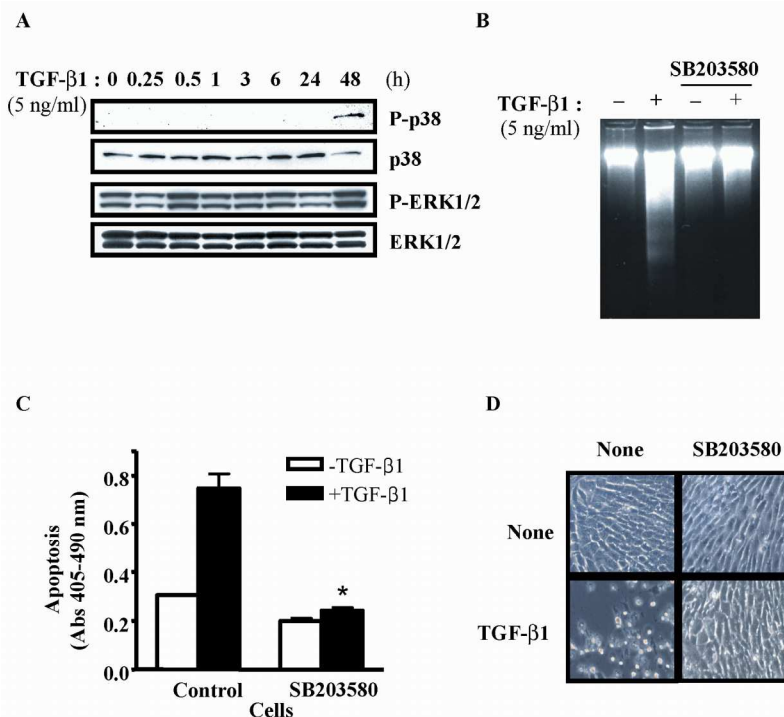 A
TGF-β1 : 0 0.25 0.5 1 3 6 24 48 (h)
(5 ng/ml)
P-p38
p38
P-ERK1/2
ERK1/2
B
SB203580
TGF-β1 : – + – +
(5 ng/ml)
C
Apoptosis
(Abs 405-490 nm)
0.8
0.6
0.4
0.2
0.0
-TGF-β1
+TGF-β1
*
Control SB203580
Cells
D
None SB203580
None
TGF-β1